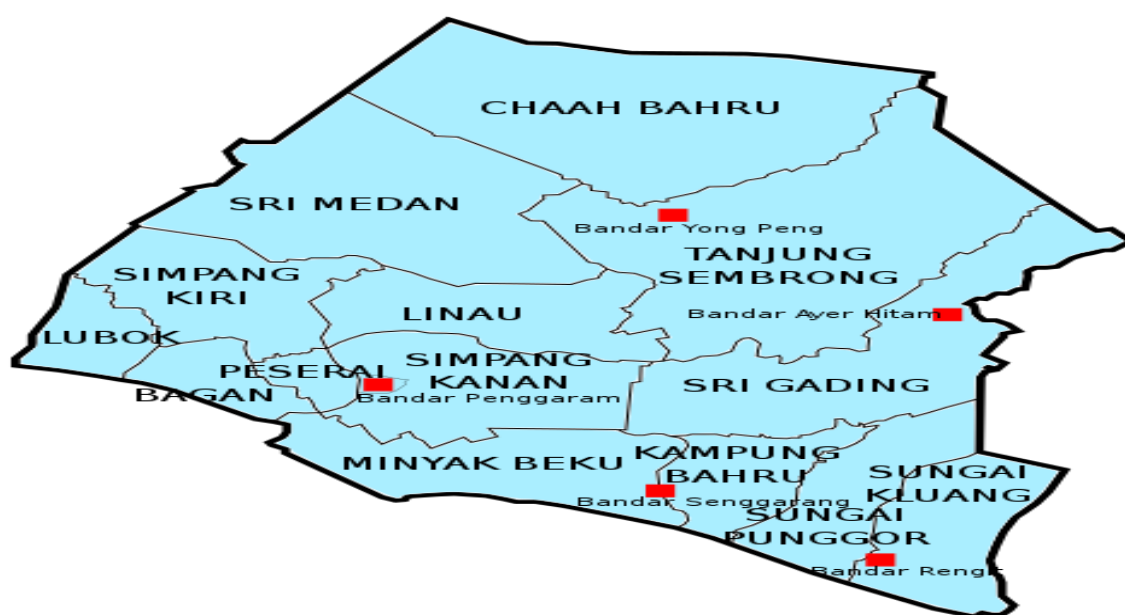 CHAAH BAHRU
SRI MEDAN
Bandar Yong Peng
TANJUNG
SEMBRONG
SIMPANG
KIRI
LINAU
Bandar Ayer Hitam
LUBOK
SIMPANG
KANAN
PESERAI
SRI GADING
BAGAN
Bandar Penggaram
KAMPUNG
BAHRU
MINYAK BEKU
SUNGAI
KLUANG
Bandar Senggarang
SUNGAI
PUNGGOR
Bandar Rengit